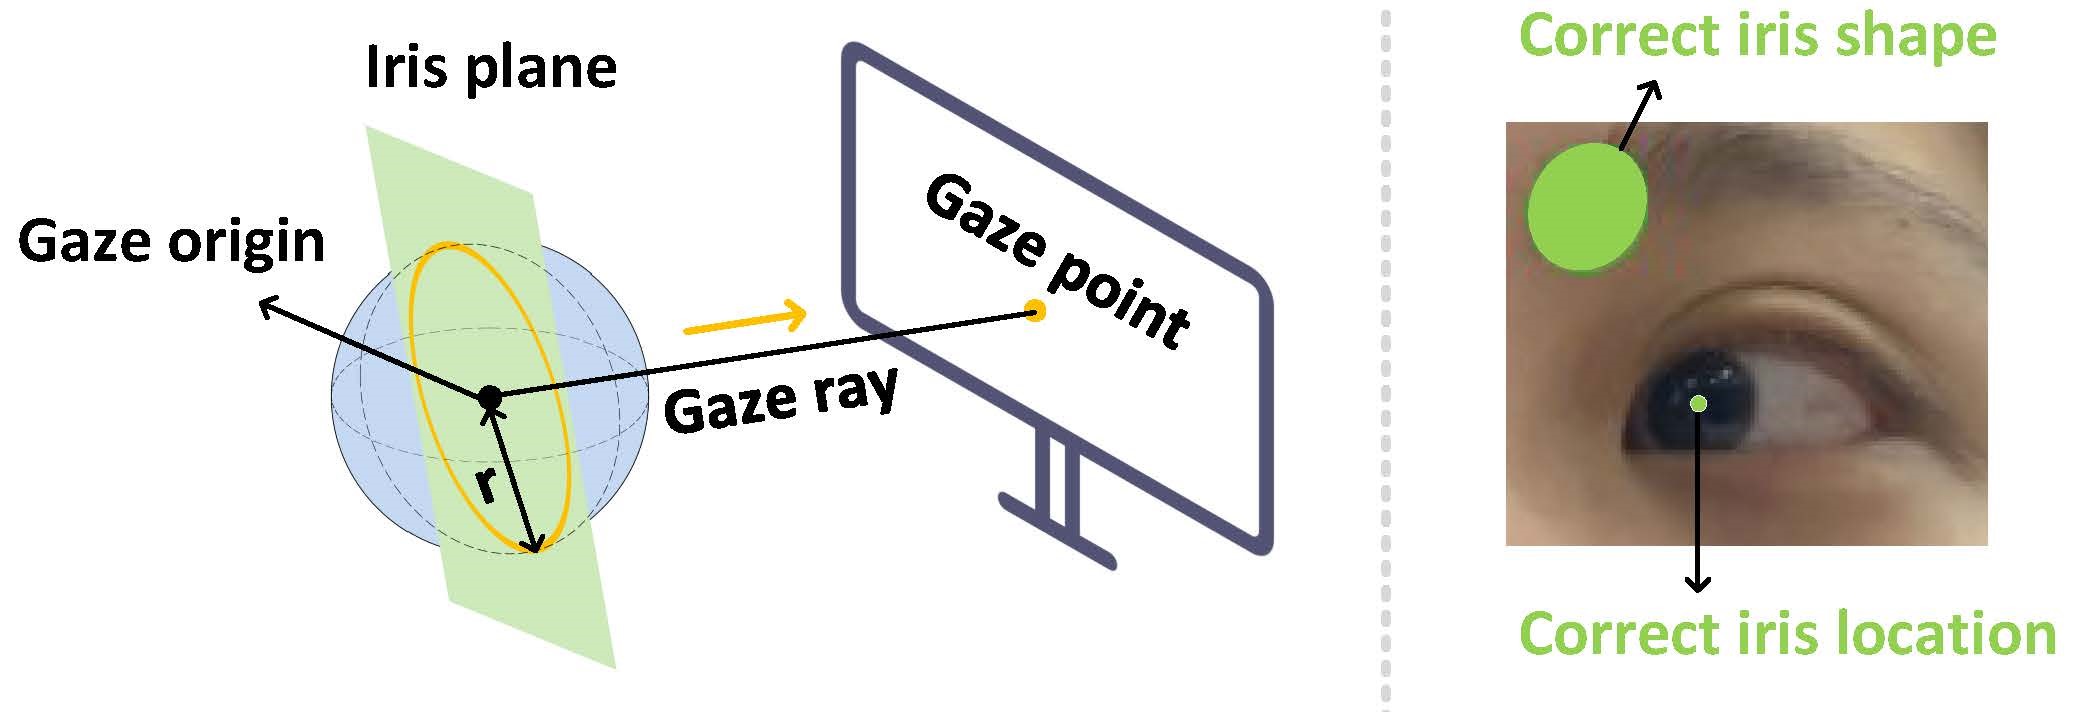 Iris plane
Gaze origin
Gaze point
Gaze ray
r
Correct iris shape
Correct iris location